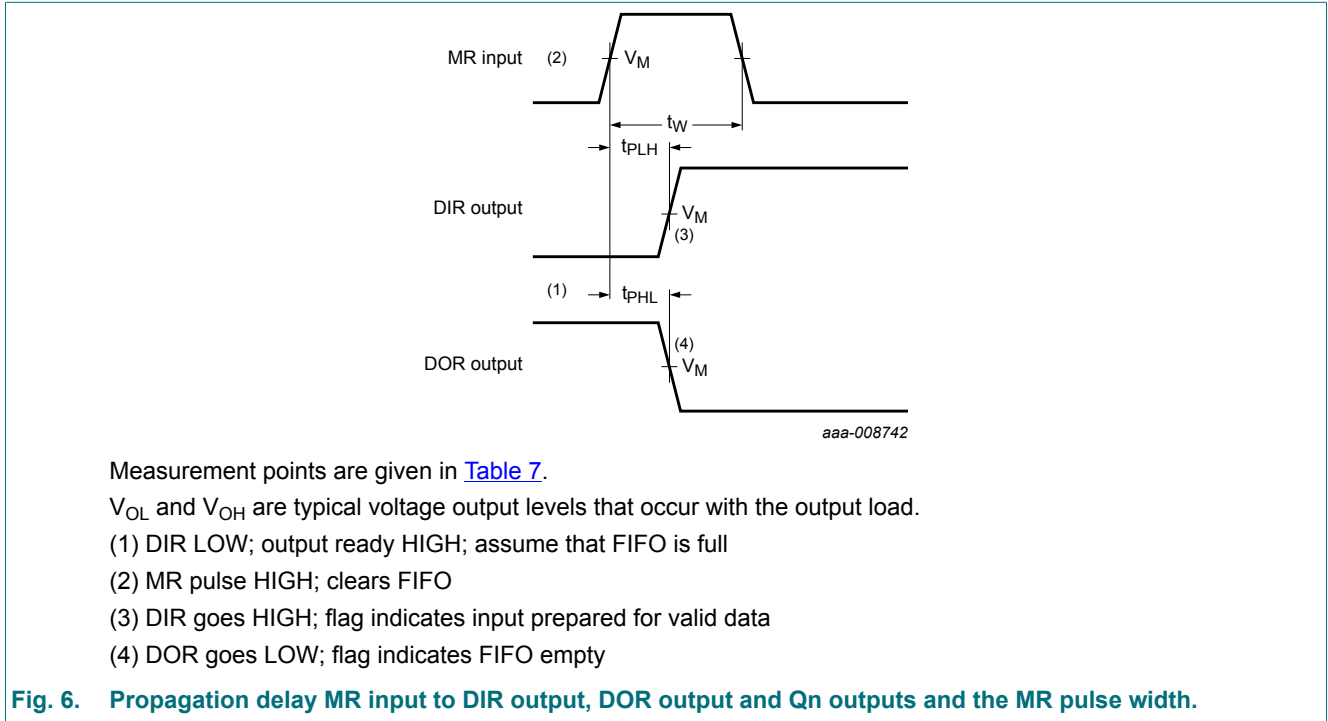 MR input (2) VM
tW
tPLH
DIR output VM
(3)
(1) tPHL
(4)
DOR output VM
aaa-008742
Measurement points are given in Table 7.
VOL and VOH are typical voltage output levels that occur with the output load.
(1) DIR LOW; output ready HIGH; assume that FIFO is full
(2) MR pulse HIGH; clears FIFO
(3) DIR goes HIGH; flag indicates input prepared for valid data
(4) DOR goes LOW; flag indicates FIFO empty
Fig. 6. Propagation delay MR input to DIR output, DOR output and Qn outputs and the MR pulse width.